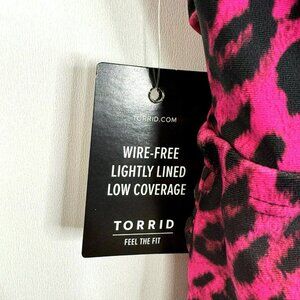 TORRID.COM
WIRE-FREE
LIGHTLY LINED
LOW COVERAGE
TORRID
FEEL THE FIT